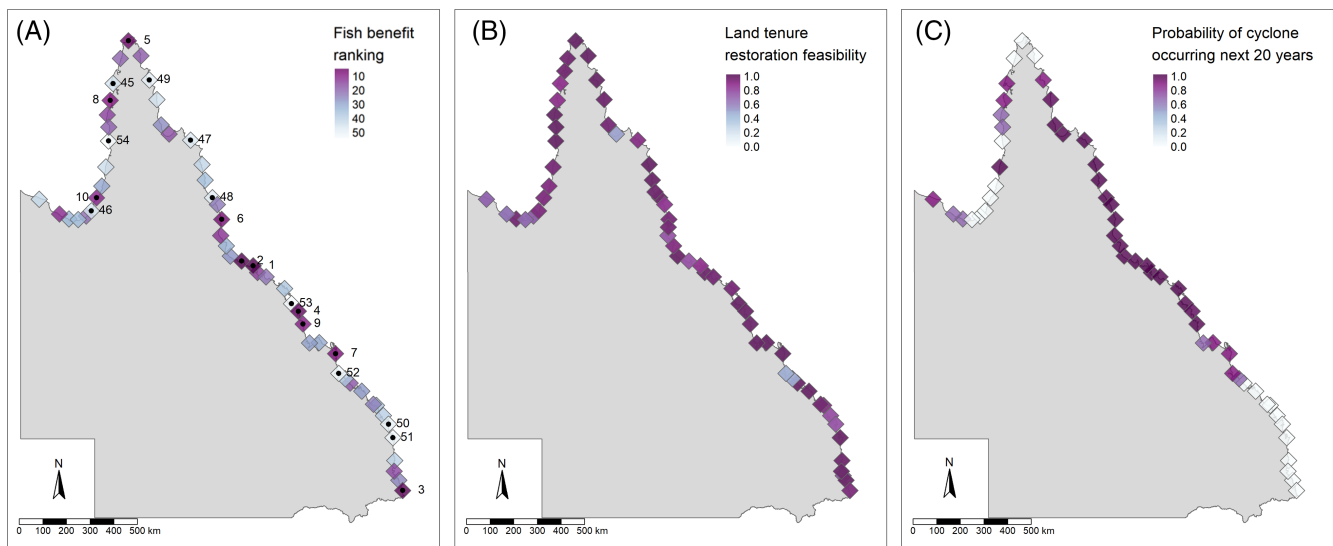 (A)
Fish benefit
ranking
10
20
30
40
50
5
45
49
8
54
47
10
46
48
6
2
1
53
4
9
7
52
50
51
3
N
0 100 200 300 400 500 km
(B)
Land tenure
restoration feasibility
1.0
0.8
0.6
0.4
0.2
0.0
N
0 100 200 300 400 500 km
(C)
Probability of cyclone
occurring next 20 years
1.0
0.8
0.6
0.4
0.2
0.0
N
0 100 200 300 400 500 km